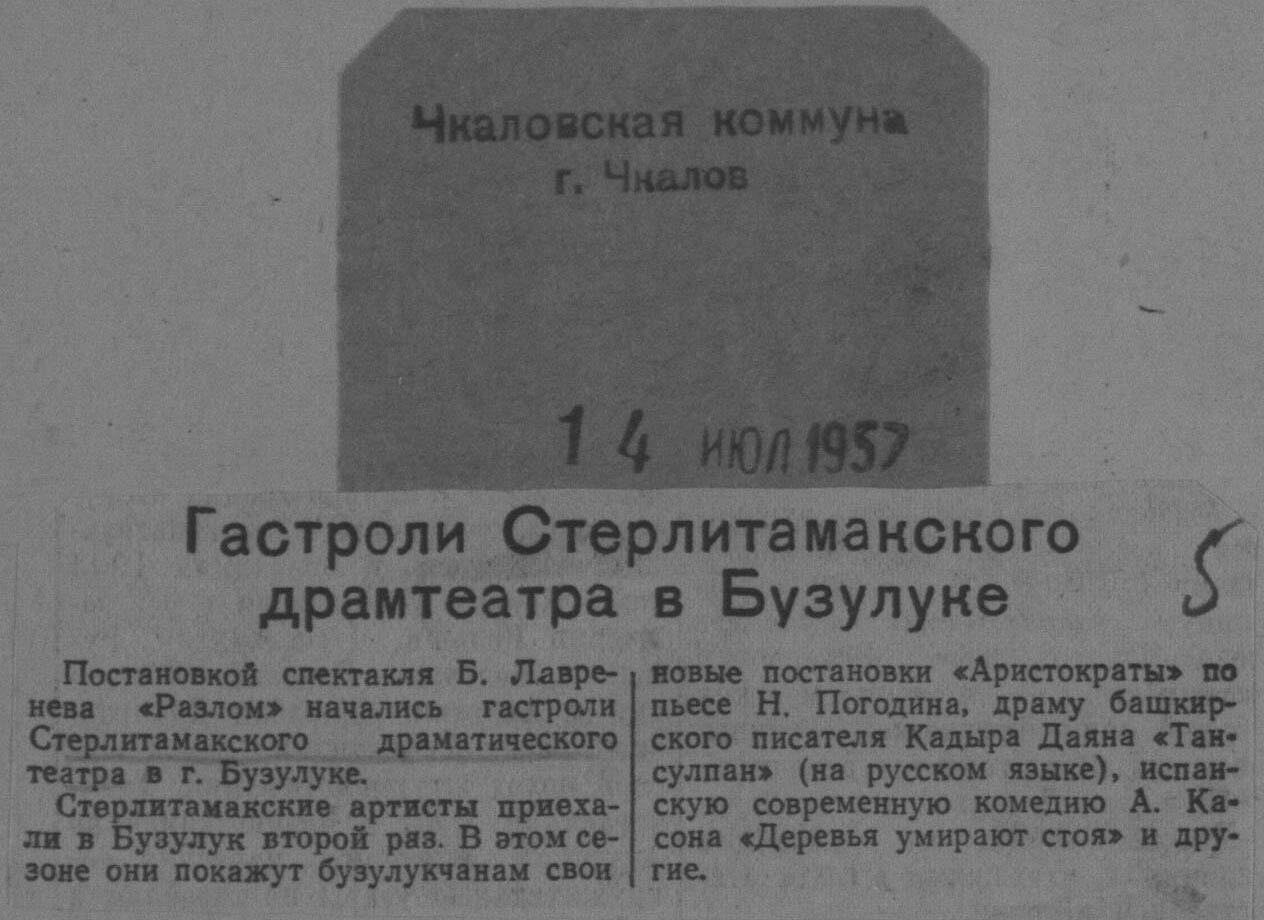 Чкаловская коммуна
г. Чкалов
14 ИЮЛ 1957
Гастроли Стерлитамакского
драмтеатра в Бузулуке
5
Постановкой спектакля Б. Лавре-
нева «Разлом» начались гастроли
Стерлитамакского драматического
театра в г. Бузулуке.
Стерлитамакские артисты приеха-
ли в Бузулук второй раз. В этом се-
зоне они покажут бузулукчанам свои
новые постановки «Аристократы» по
пьесе Н. Погодина, драму башкир-
ского писателя Кадыра Даяна «Тан-
сулпан» (на русском языке), испан-
скую современную комедию А. Ка-
сона «Деревья умирают стоя» и дру-
гие.